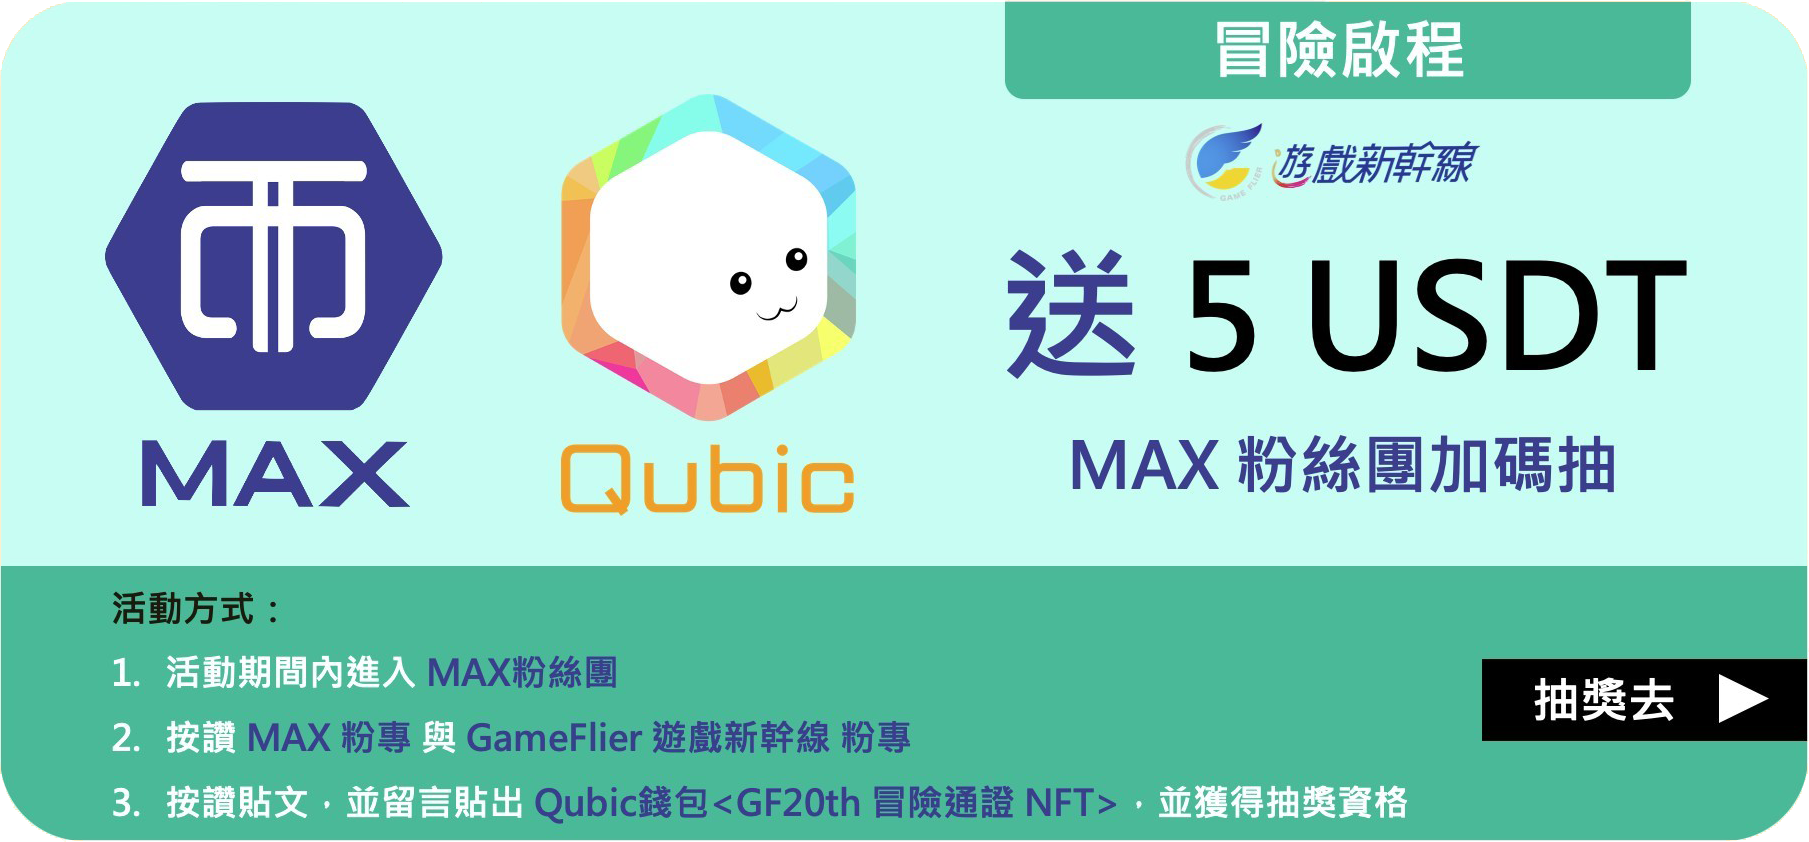 冒險啟程
GAME FLIER
遊戲新幹線
送 5 USDT
MAX 粉絲團加碼抽
MAX
Qubic
活動方式：
1. 活動期間內進入 MAX粉絲團
2. 按讚 MAX 粉專 與 GameFlier 遊戲新幹線 粉專
3. 按讚貼文，並留言貼出 Qubic錢包<GF20th 冒險通證 NFT>，並獲得抽獎資格
抽獎去